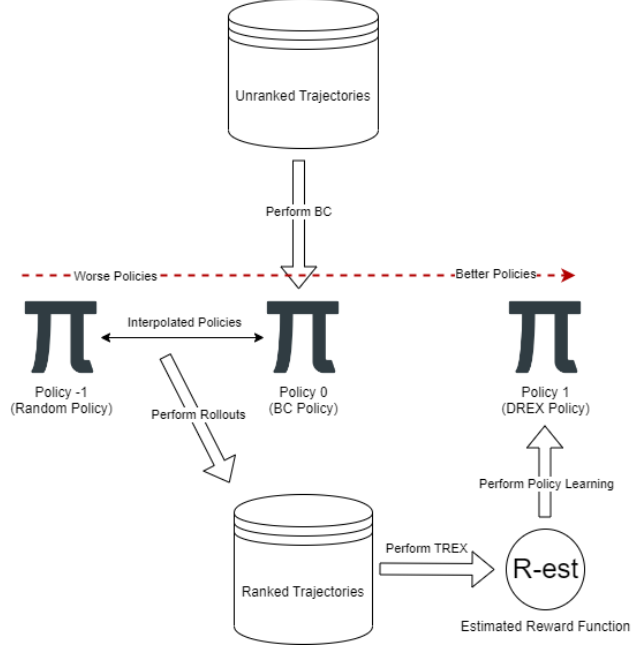 Unranked Trajectories
Perform BC
Worse Policies
Better Policies
Interpolated Policies
Policy -1
(Random Policy)
Policy 0
(BC Policy)
Policy 1
(DREX Policy)
Perform Rollouts
Perform Policy Learning
Perform TREX
R-est
Ranked Trajectories
Estimated Reward Function